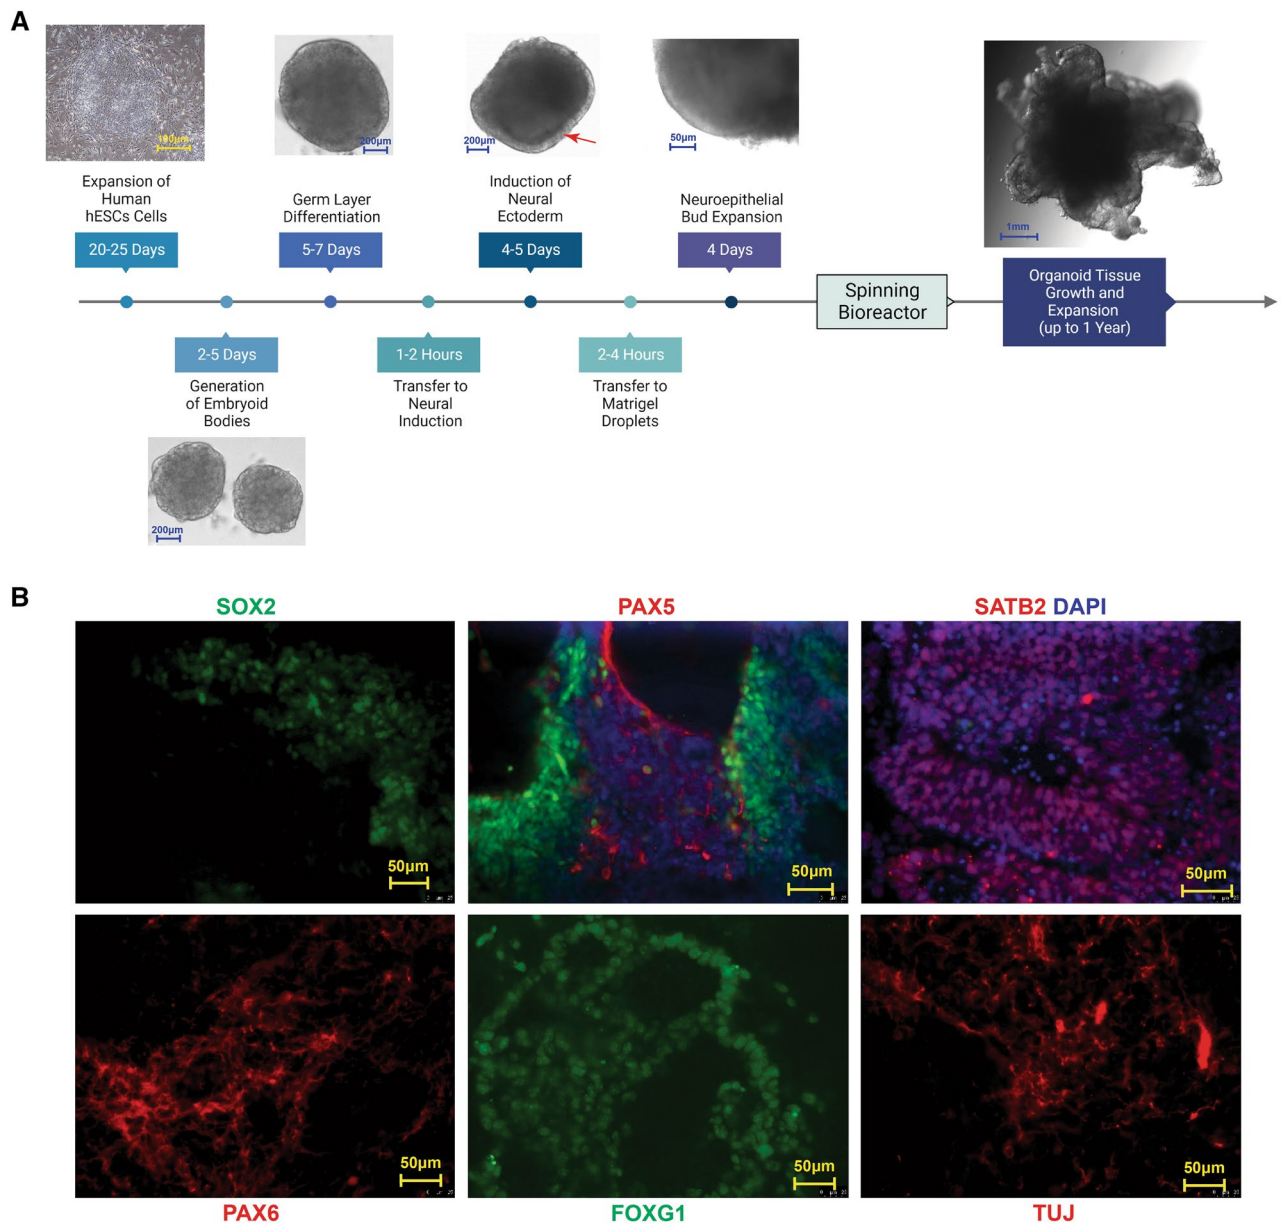 A
100µm
200µm
200µm
50µm
1mm
Expansion of
Human
hESCs Cells
Germ Layer
Differentiation
Induction of
Neural
Ectoderm
Neuroepithelial
Bud Expansion
20-25 Days
5-7 Days
4-5 Days
4 Days
Spinning
Bioreactor
Organoid Tissue
Growth and
Expansion
(up to 1 Year)
2-5 Days
1-2 Hours
2-4 Hours
Generation
of Embryoid
Bodies
Transfer to
Neural
Induction
Transfer to
Matrigel
Droplets
200µm
B
SOX2
PAX5
SATB2 DAPI
50µm
50µm
50µm
50µm
50µm
50µm
PAX6
FOXG1
TUJ